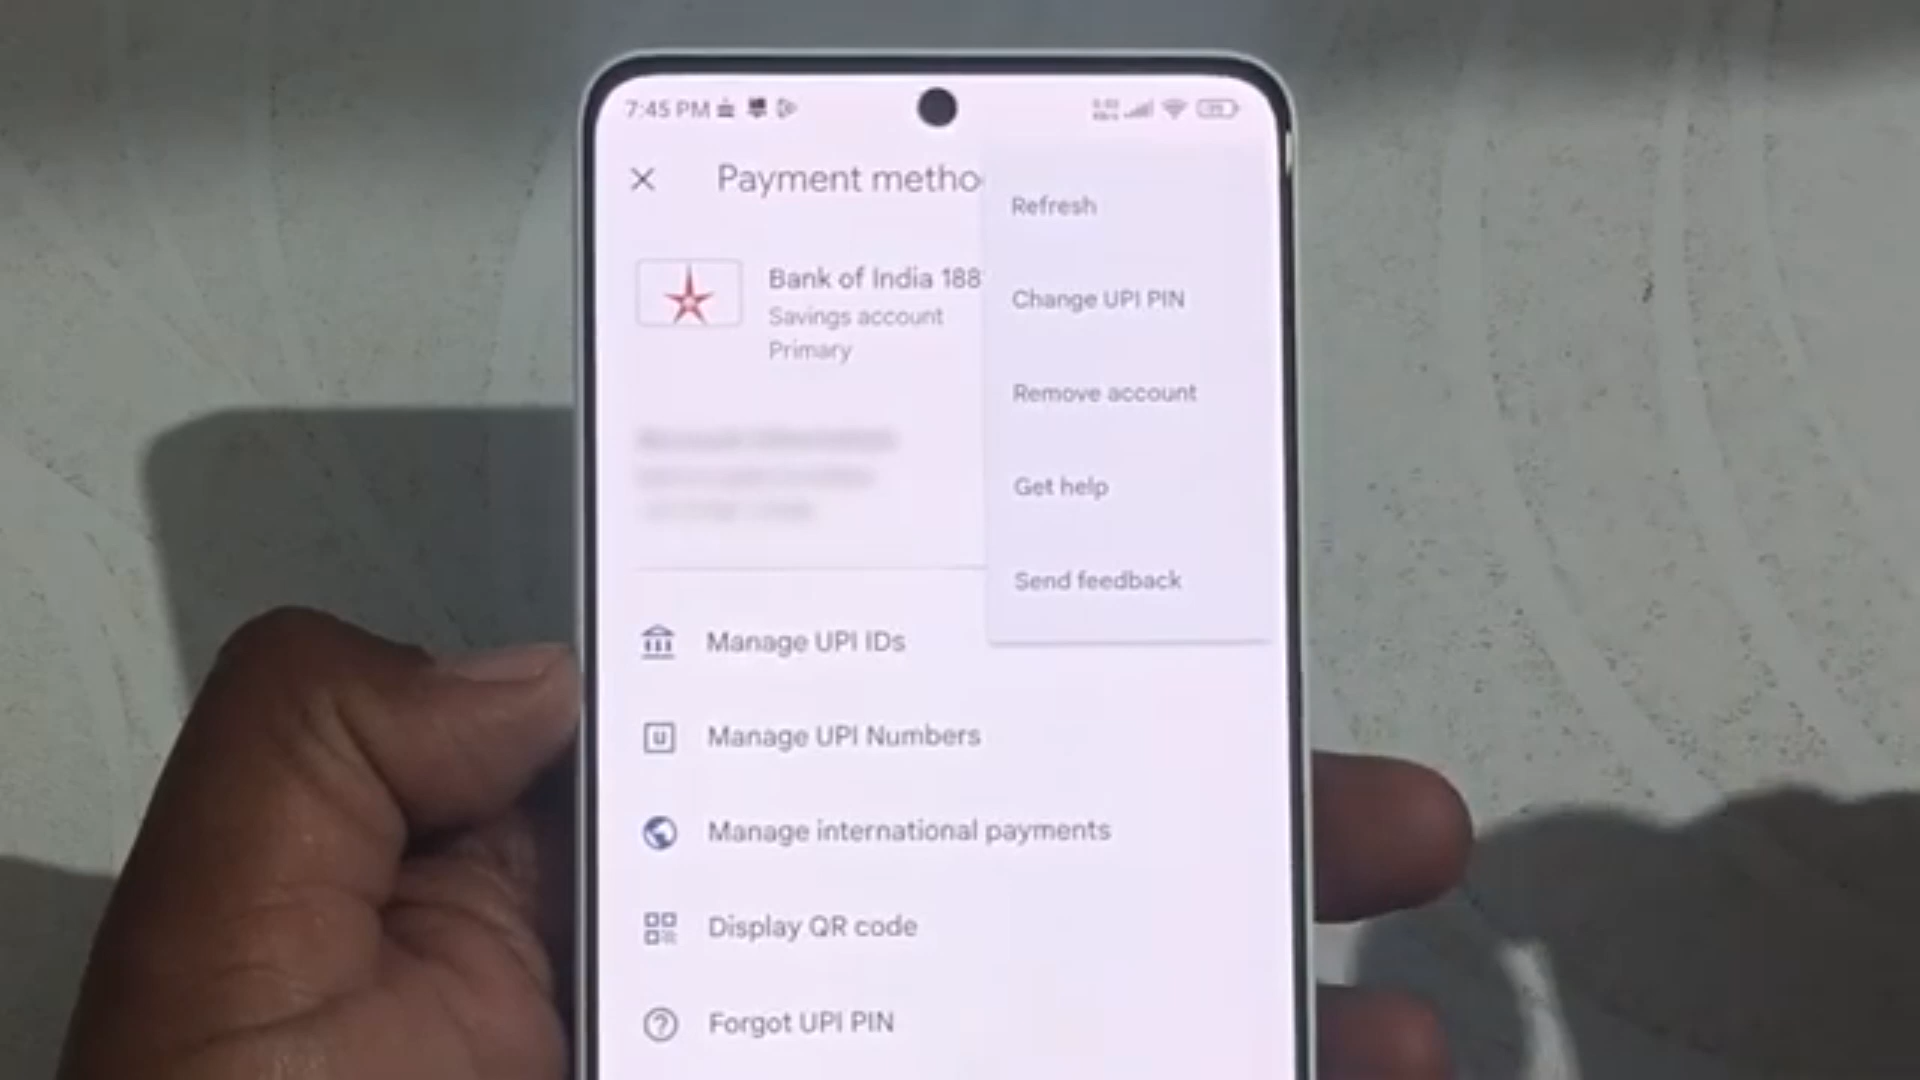 7:45 PM
Payment metho
Bank of India 188
Savings account
Primary
Refresh
Change UPI PIN
Remove account
Get help
Send feedback
Manage UPI IDs
Manage UPI Numbers
Manage international payments
Display QR code
Forgot UPI PIN